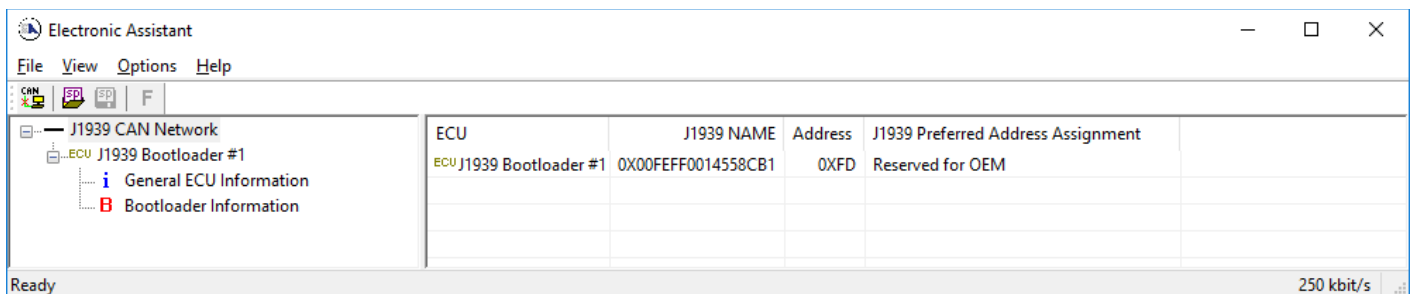 Electronic Assistant
File View Options Help
CAN SP SP F
J1939 CAN Network
ECU J1939 Bootloader #1
i General ECU Information
B Bootloader Information
ECU J1939 NAME Address J1939 Preferred Address Assignment
ECU J1939 Bootloader #1 0X00FEFF0014558CB1 0XFD Reserved for OEM
Ready 250 kbit/s